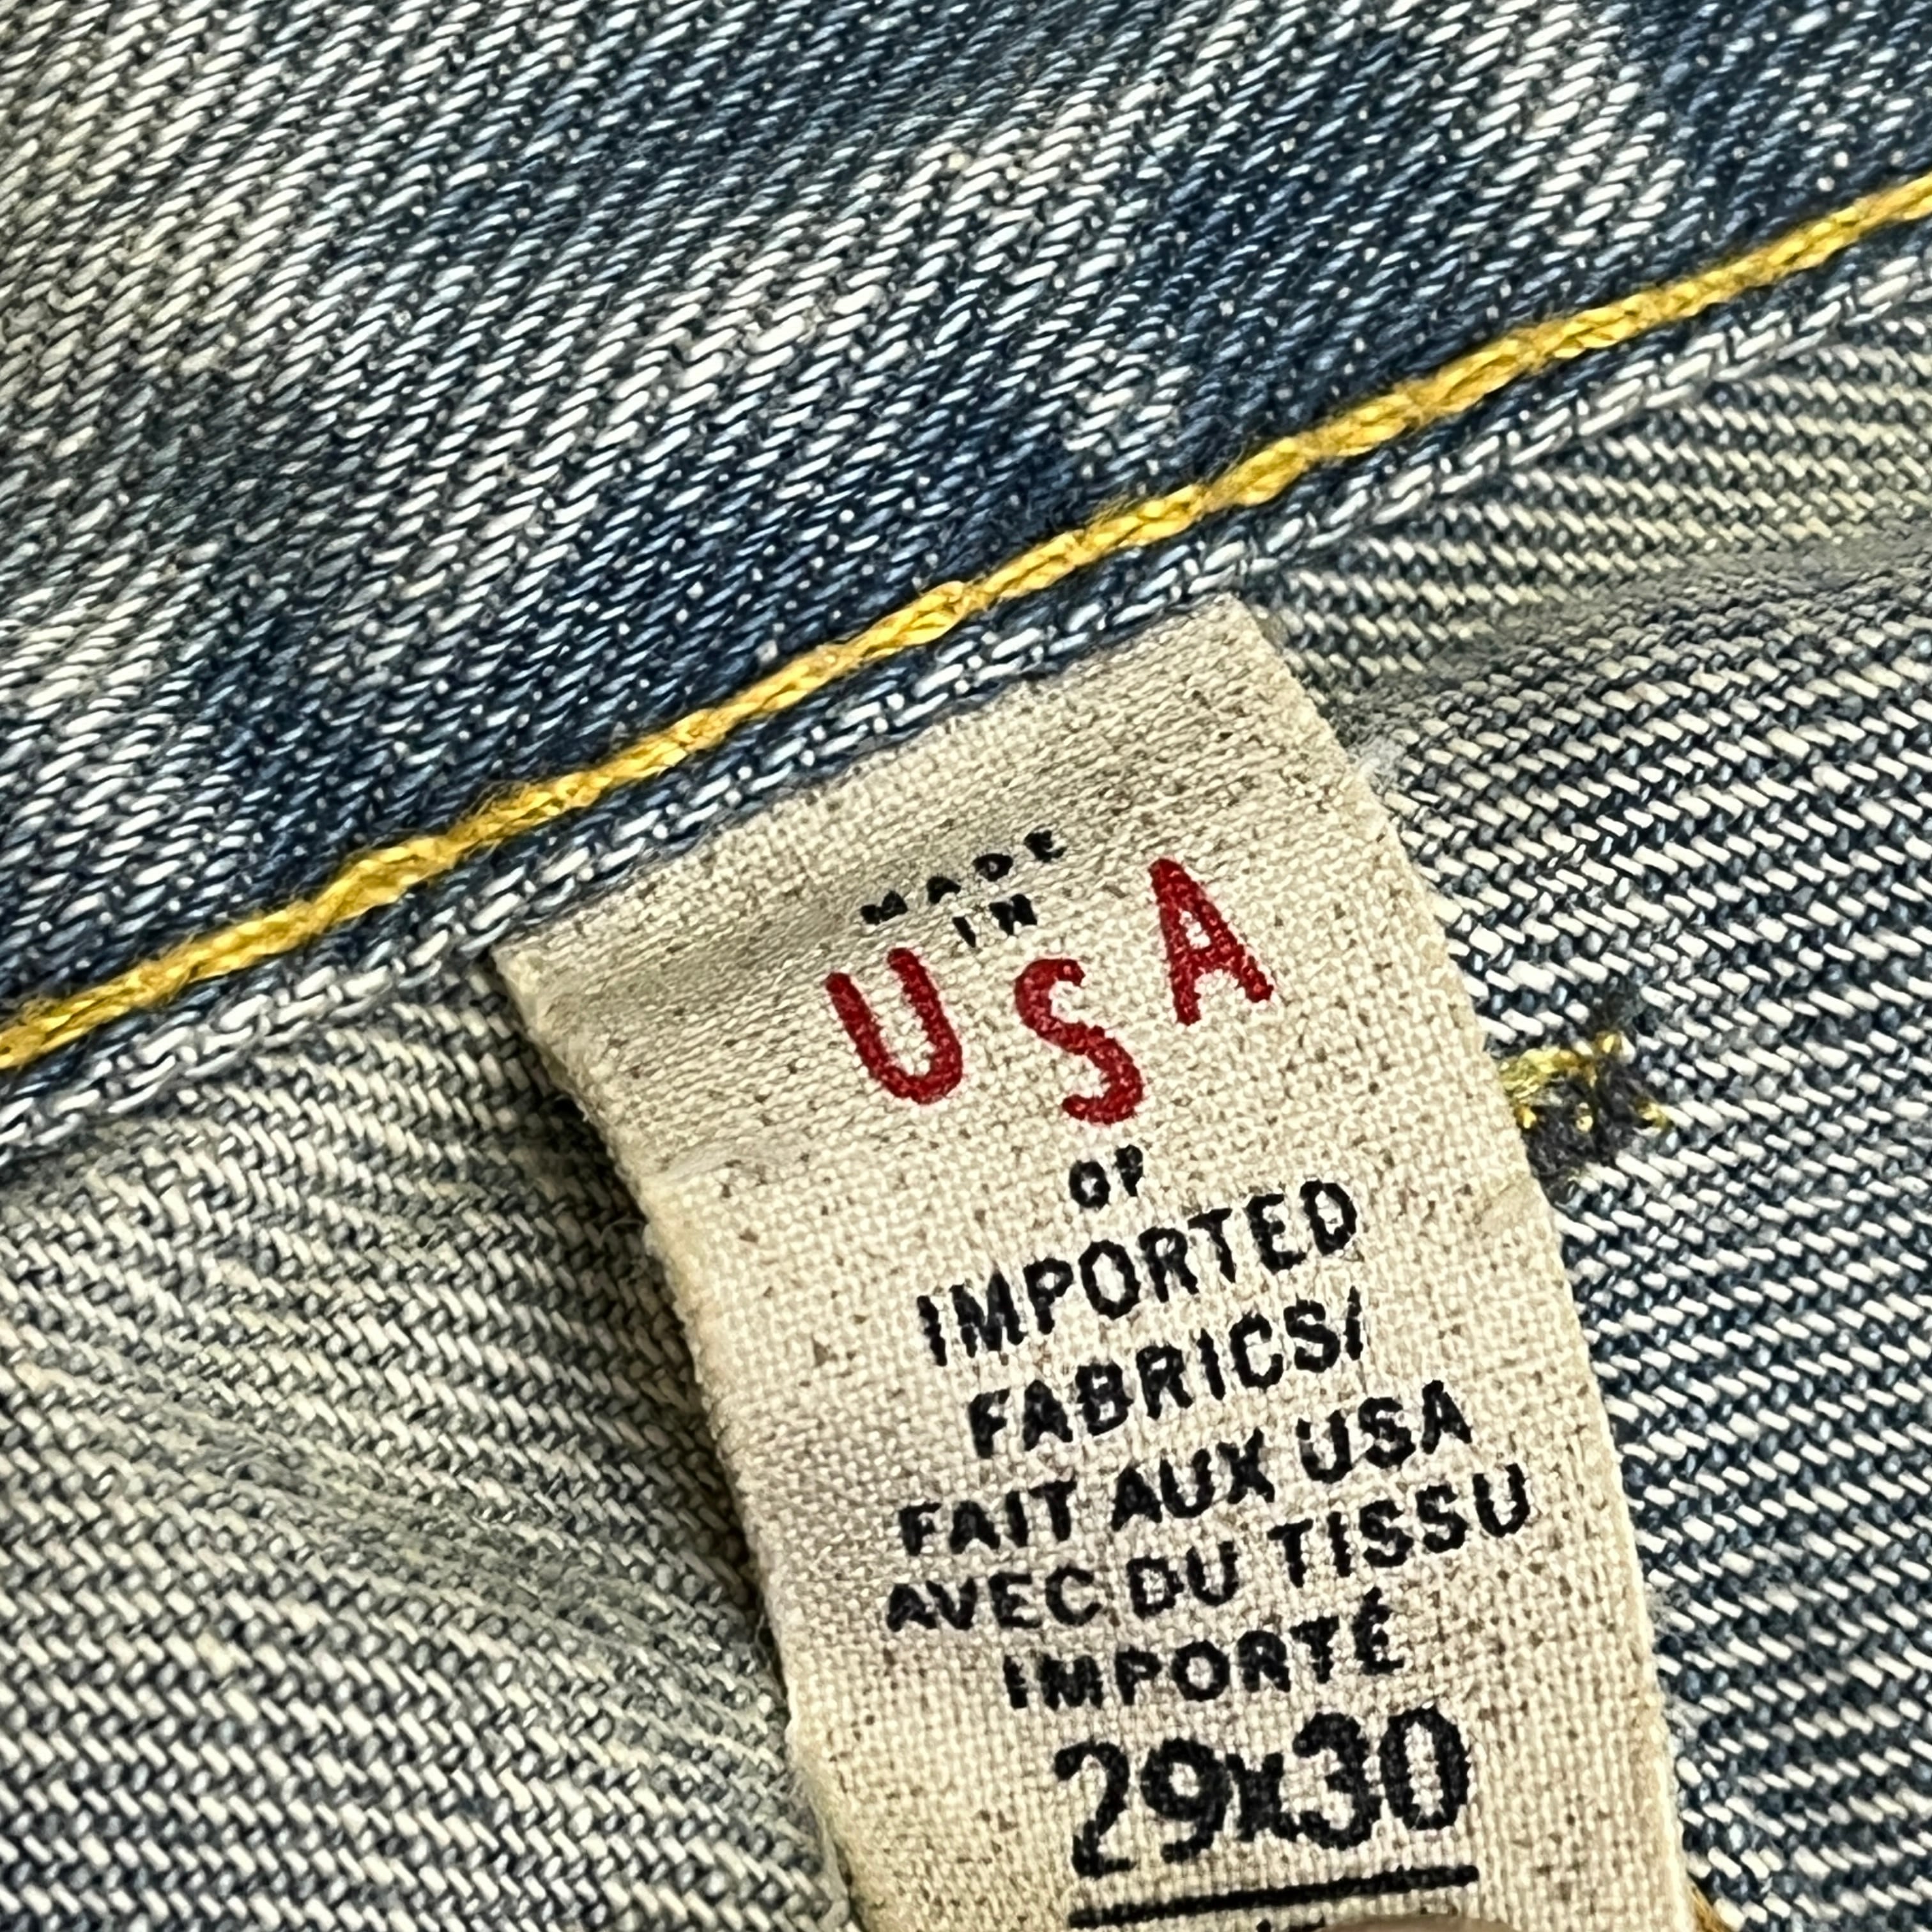 MADE
IN
USA
OF
IMPORTED
FABRICS/
FAIT AUX USA
AVEC DU TISSU
IMPORTÉ
29x30